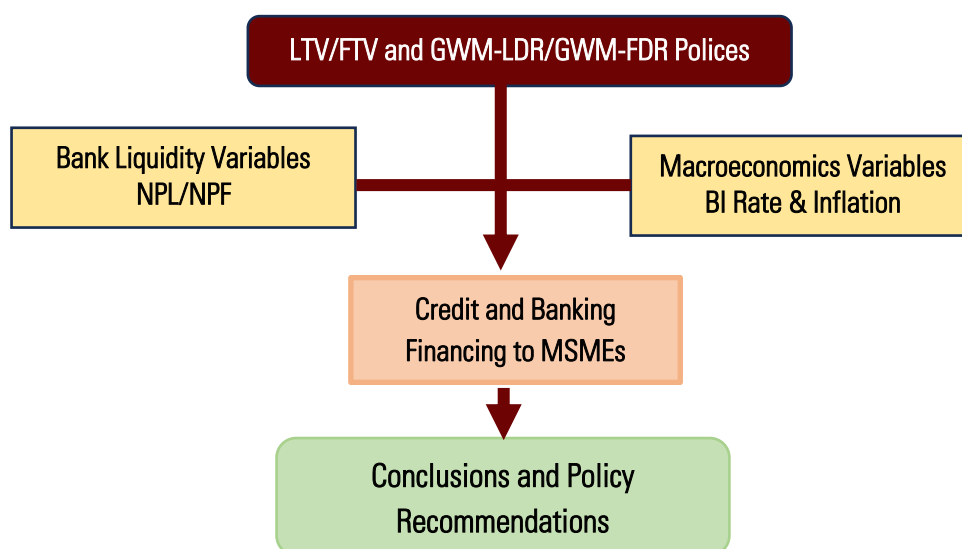 LTV/FTV and GWM-LDR/GWM-FDR Polices
Bank Liquidity Variables
NPL/NPF
Macroeconomics Variables
BI Rate & Inflation
Credit and Banking
Financing to MSMEs
Conclusions and Policy
Recommendations